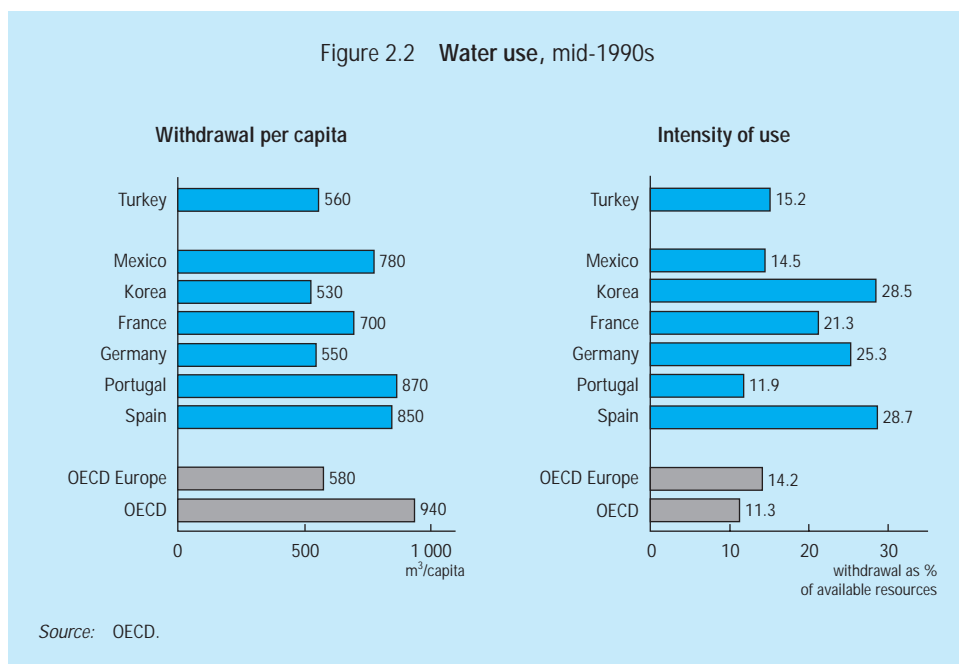 Figure 2.2 Water use, mid-1990s
Withdrawal per capita
Turkey 560
Mexico 780
Korea 530
France 700
Germany 550
Portugal 870
Spain 850
OECD Europe 580
OECD 940
0 500 1 000
m³/capita
Intensity of use
Turkey 15.2
Mexico 14.5
Korea 28.5
France 21.3
Germany 25.3
Portugal 11.9
Spain 28.7
OECD Europe 14.2
OECD 11.3
0 10 20 30
withdrawal as %
of available resources
Source: OECD.